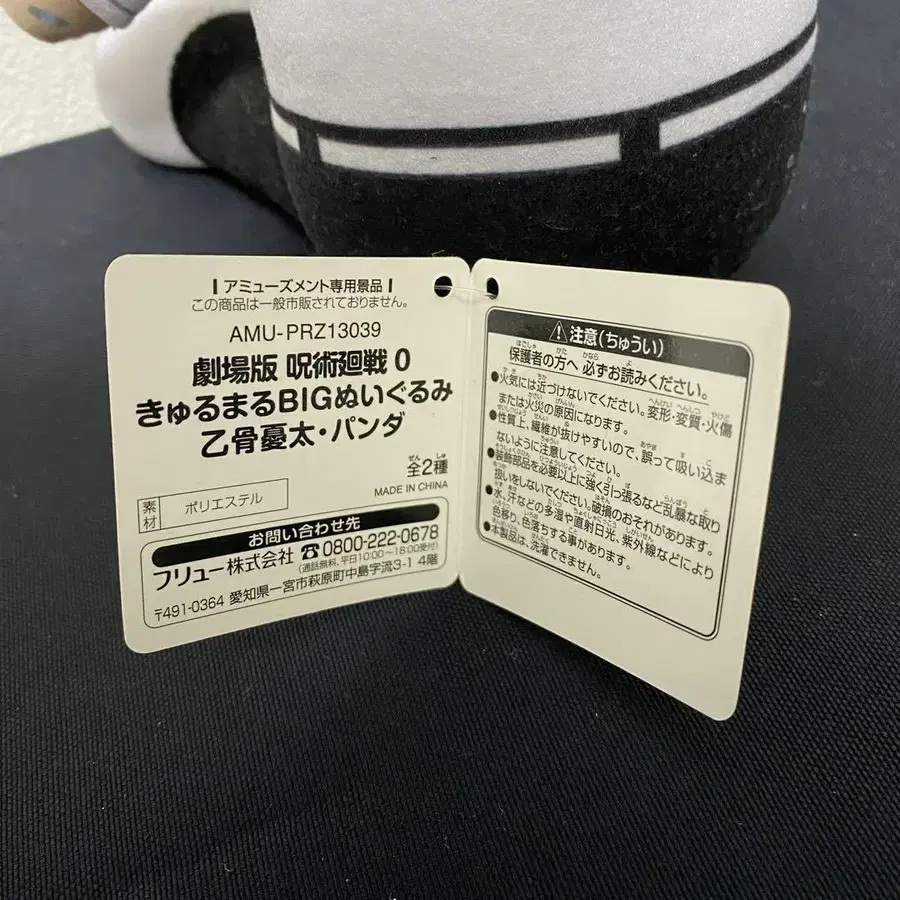 アミューズメント専用景品
この商品は一般市販されておりません。
AMU-PRZ13039
劇場版 呪術廻戦 0
きゅるまるBIGぬいぐるみ
乙骨憂太・パンダ
全2種
MADE IN CHINA
素材 ポリエステル
お問い合わせ先
フリュー株式会社 ☎0800-222-0678
(通話無料、平日10:00~18:00受付)
〒491-0364 愛知県一宮市萩原町中島字流3-1 4階
⚠注意(ちゅうい)
保護者の方へ 必ずお読みください。
●火気には近づけないでください。変形・変質・火傷
または火災の原因になります。
●性質上、繊維が抜けやすいので、誤って吸い込ま
ないように注意してください。
●装飾部品を必要以上に強く引っ張るなど乱暴な取り
扱いをしないでください。破損のおそれがあります。
●水、汗などの多湿や直射日光、紫外線などにより
色移り、色落ちする事があります。
●本製品は、洗濯できません。